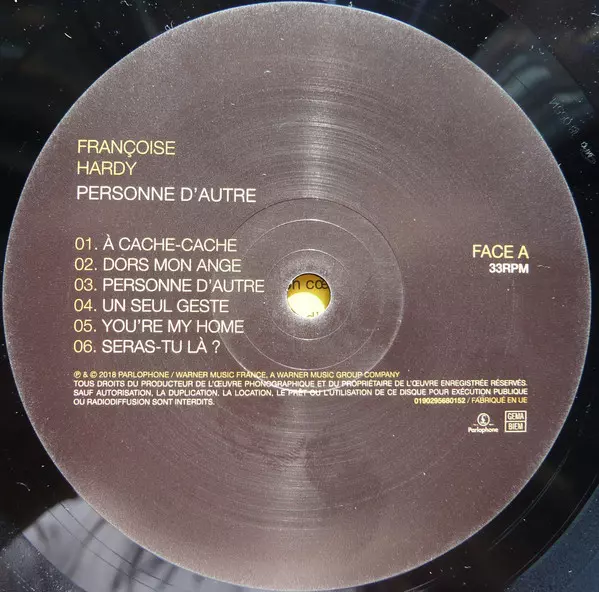 FRANÇOISE
HARDY
PERSONNE D'AUTRE
01. À CACHE-CACHE
02. DORS MON ANGE
03. PERSONNE D'AUTRE
04. UN SEUL GESTE
05. YOU'RE MY HOME
06. SERAS-TU LÀ ?
FACE A
33RPM
cœ
℗ & © 2018 PARLOPHONE / WARNER MUSIC FRANCE, A WARNER MUSIC GROUP COMPANY
TOUS DROITS DU PRODUCTEUR DE L'ŒUVRE PHONOGRAPHIQUE ET DU PROPRIÉTAIRE DE L'ŒUVRE ENREGISTRÉE RÉSERVÉS.
SAUF AUTORISATION, LA DUPLICATION, LA LOCATION, LE PRÊT OU L'UTILISATION DE CE DISQUE POUR EXÉCUTION PUBLIQUE
OU RADIODIFFUSION SONT INTERDITS.
0190295680152 / FABRIQUÉ EN UE
Parlophone
GEMA
BIEM